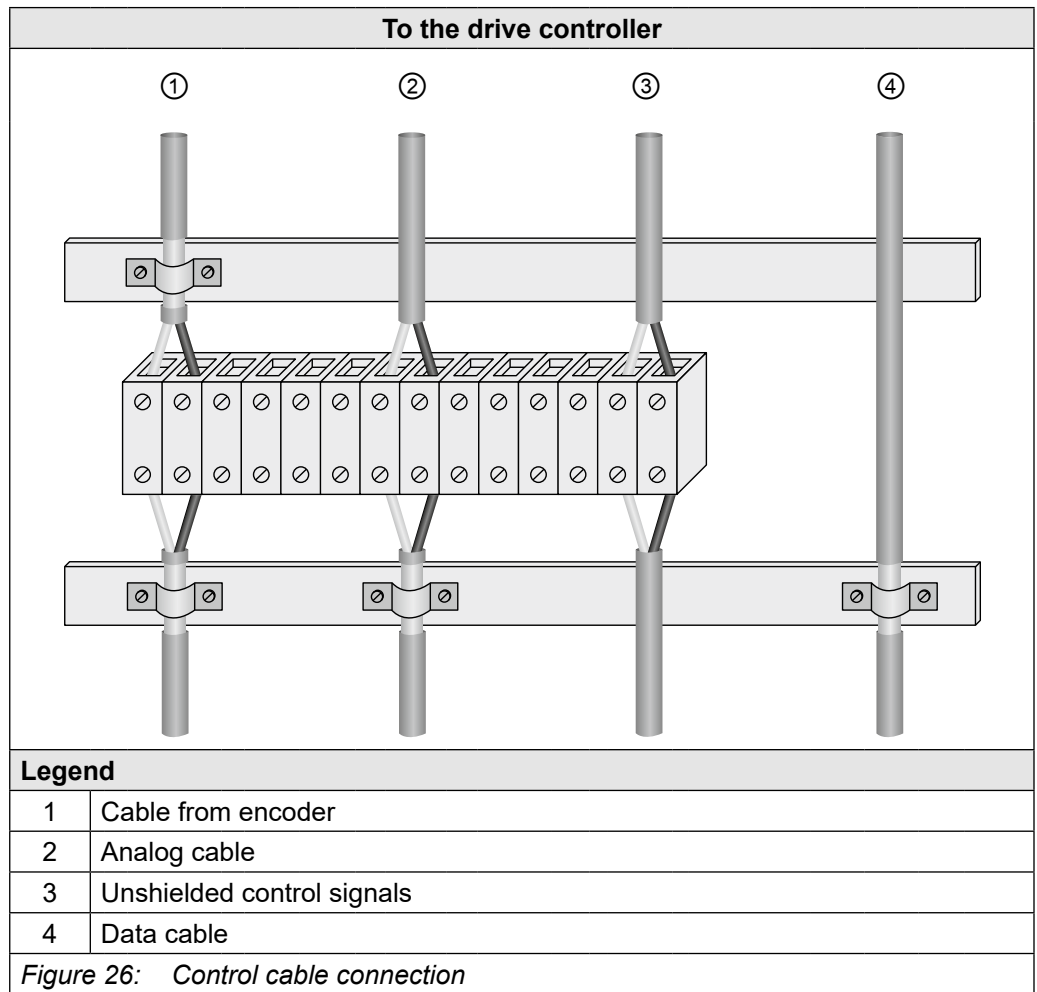 To the drive controller
① ② ③ ④
Legend
1 Cable from encoder
2 Analog cable
3 Unshielded control signals
4 Data cable
Figure 26: Control cable connection